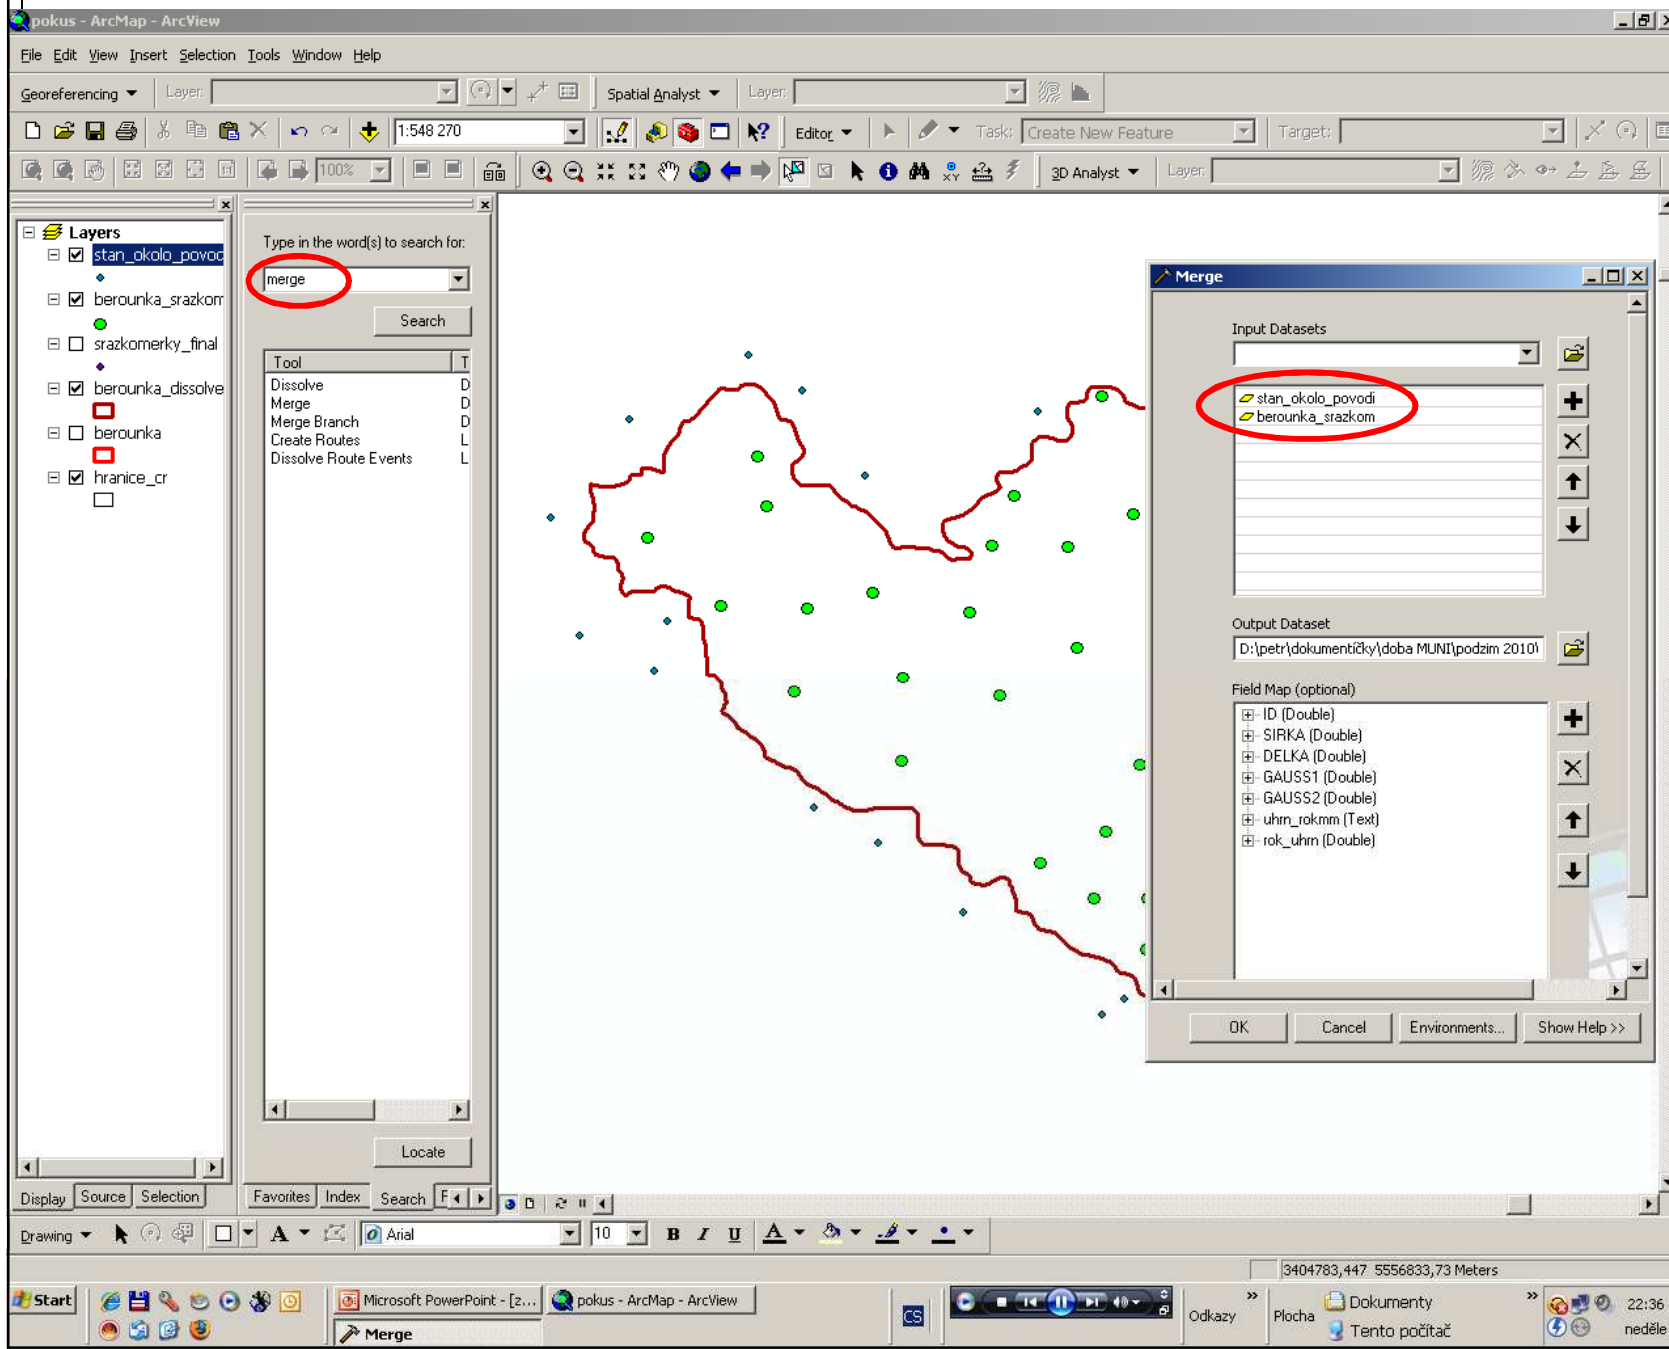 pokus - ArcMap - ArcView
File Edit View Insert Selection Tools Window Help
Georeferencing Layer: Spatial Analyst Layer:
1:548 270 Editor Task: Create New Feature Target:
100% 3D Analyst Layer:
Layers
stan_okolo_povod
berounka_srazkom
srazkomerky_final
berounka_dissolve
berounka
hranice_cr
Type in the word(s) to search for:
merge
Search
Tool T
Dissolve D
Merge D
Merge Branch D
Create Routes L
Dissolve Route Events L
Locate
Display Source Selection
Favorites Index Search F
Merge
Input Datasets
stan_okolo_povodi
berounka_srazkom
Output Dataset
D:\petr\dokumentíčky\doba MUNI\podzim 2010\
Field Map (optional)
ID (Double)
SIRKA (Double)
DELKA (Double)
GAUSS1 (Double)
GAUSS2 (Double)
uhrn_rokmm (Text)
rok_uhrn (Double)
OK Cancel Environments... Show Help >>
Drawing A Arial 10 B I U A
3404783,447 5556833,73 Meters
Start Microsoft PowerPoint - [z... pokus - ArcMap - ArcView CS Odkazy » Plocha Dokumenty » 22:36
Merge Tento počítač neděle